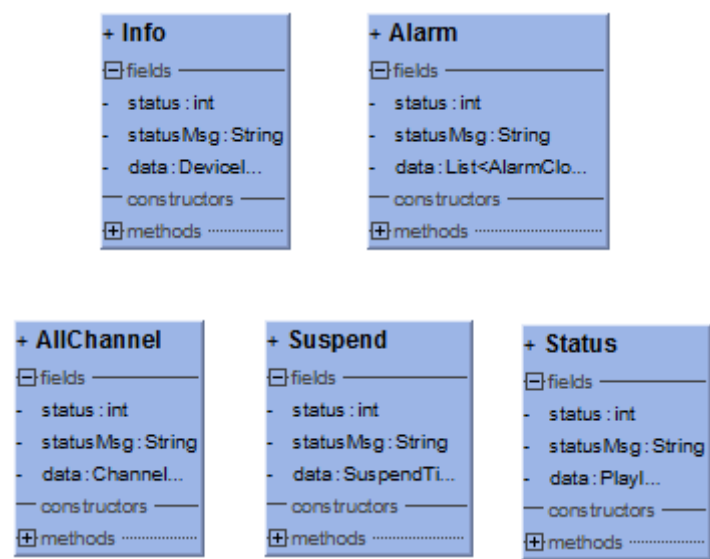 + Info
fields
- status : int
- statusMsg : String
- data : DeviceI...
constructors
methods
+ Alarm
fields
- status : int
- statusMsg : String
- data : List<AlarmClo...
constructors
methods
+ AllChannel
fields
- status : int
- statusMsg : String
- data : Channel...
constructors
methods
+ Suspend
fields
- status : int
- statusMsg : String
- data : SuspendTi...
constructors
methods
+ Status
fields
- status : int
- statusMsg : String
- data : PlayI...
constructors
methods